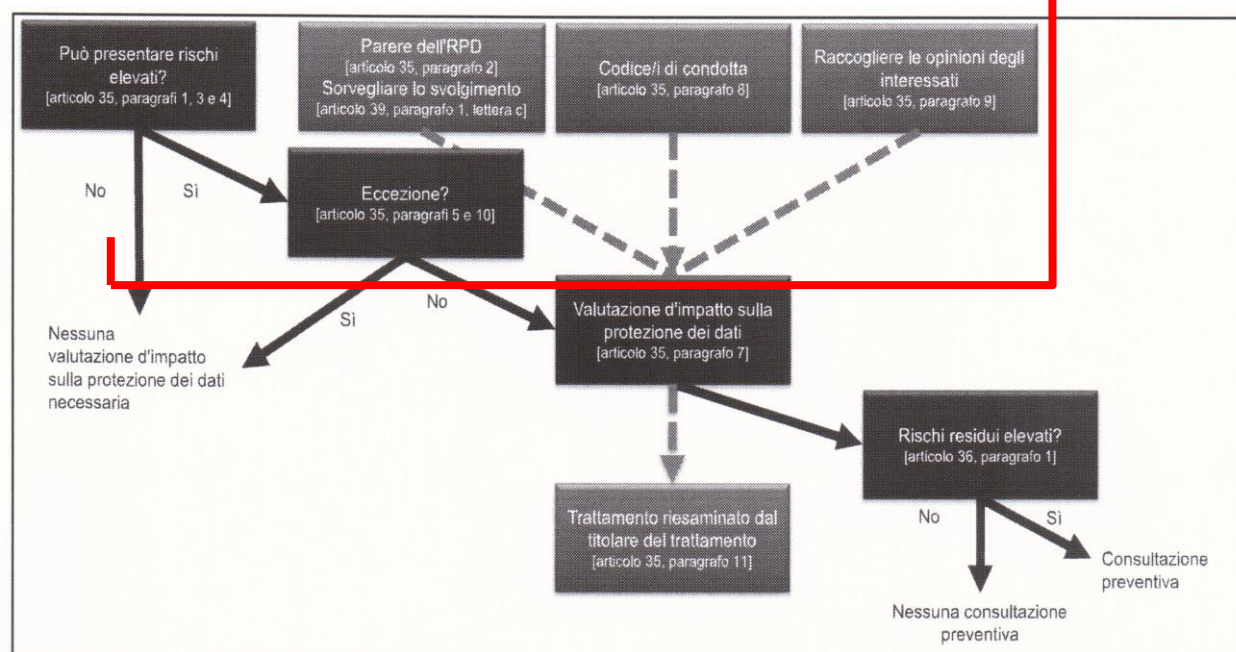 Può presentare rischi
elevati?
[articolo 35, paragrafi 1, 3 e 4]
Parere dell'RPD
[articolo 35, paragrafo 2]
Sorvegliare lo svolgimento
[articolo 39, paragrafo 1, lettera c]
Codice/i di condotta
[articolo 35, paragrafo 8]
Raccogliere le opinioni degli
interessati
[articolo 35, paragrafo 9]
No
Sì
Eccezione?
[articolo 35, paragrafi 5 e 10]
Sì
No
Nessuna
valutazione d'impatto
sulla protezione dei dati
necessaria
Valutazione d'impatto sulla
protezione dei dati
[articolo 35, paragrafo 7]
Rischi residui elevati?
[articolo 36, paragrafo 1]
Trattamento riesaminato dal
titolare del trattamento
[articolo 35, paragrafo 11]
No
Sì
Consultazione
preventiva
Nessuna consultazione
preventiva